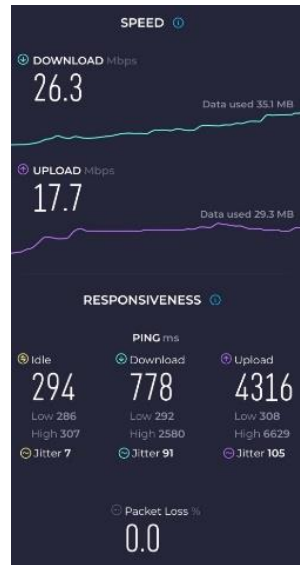 SPEED
DOWNLOAD Mbps
26.3
Data used 35.1 MB
UPLOAD Mbps
17.7
Data used 29.3 MB
RESPONSIVENESS
PING ms
Idle Download Upload
294 778 4316
Low 286 Low 292 Low 308
High 307 High 2580 High 6629
Jitter 7 Jitter 91 Jitter 105
Packet Loss %
0.0